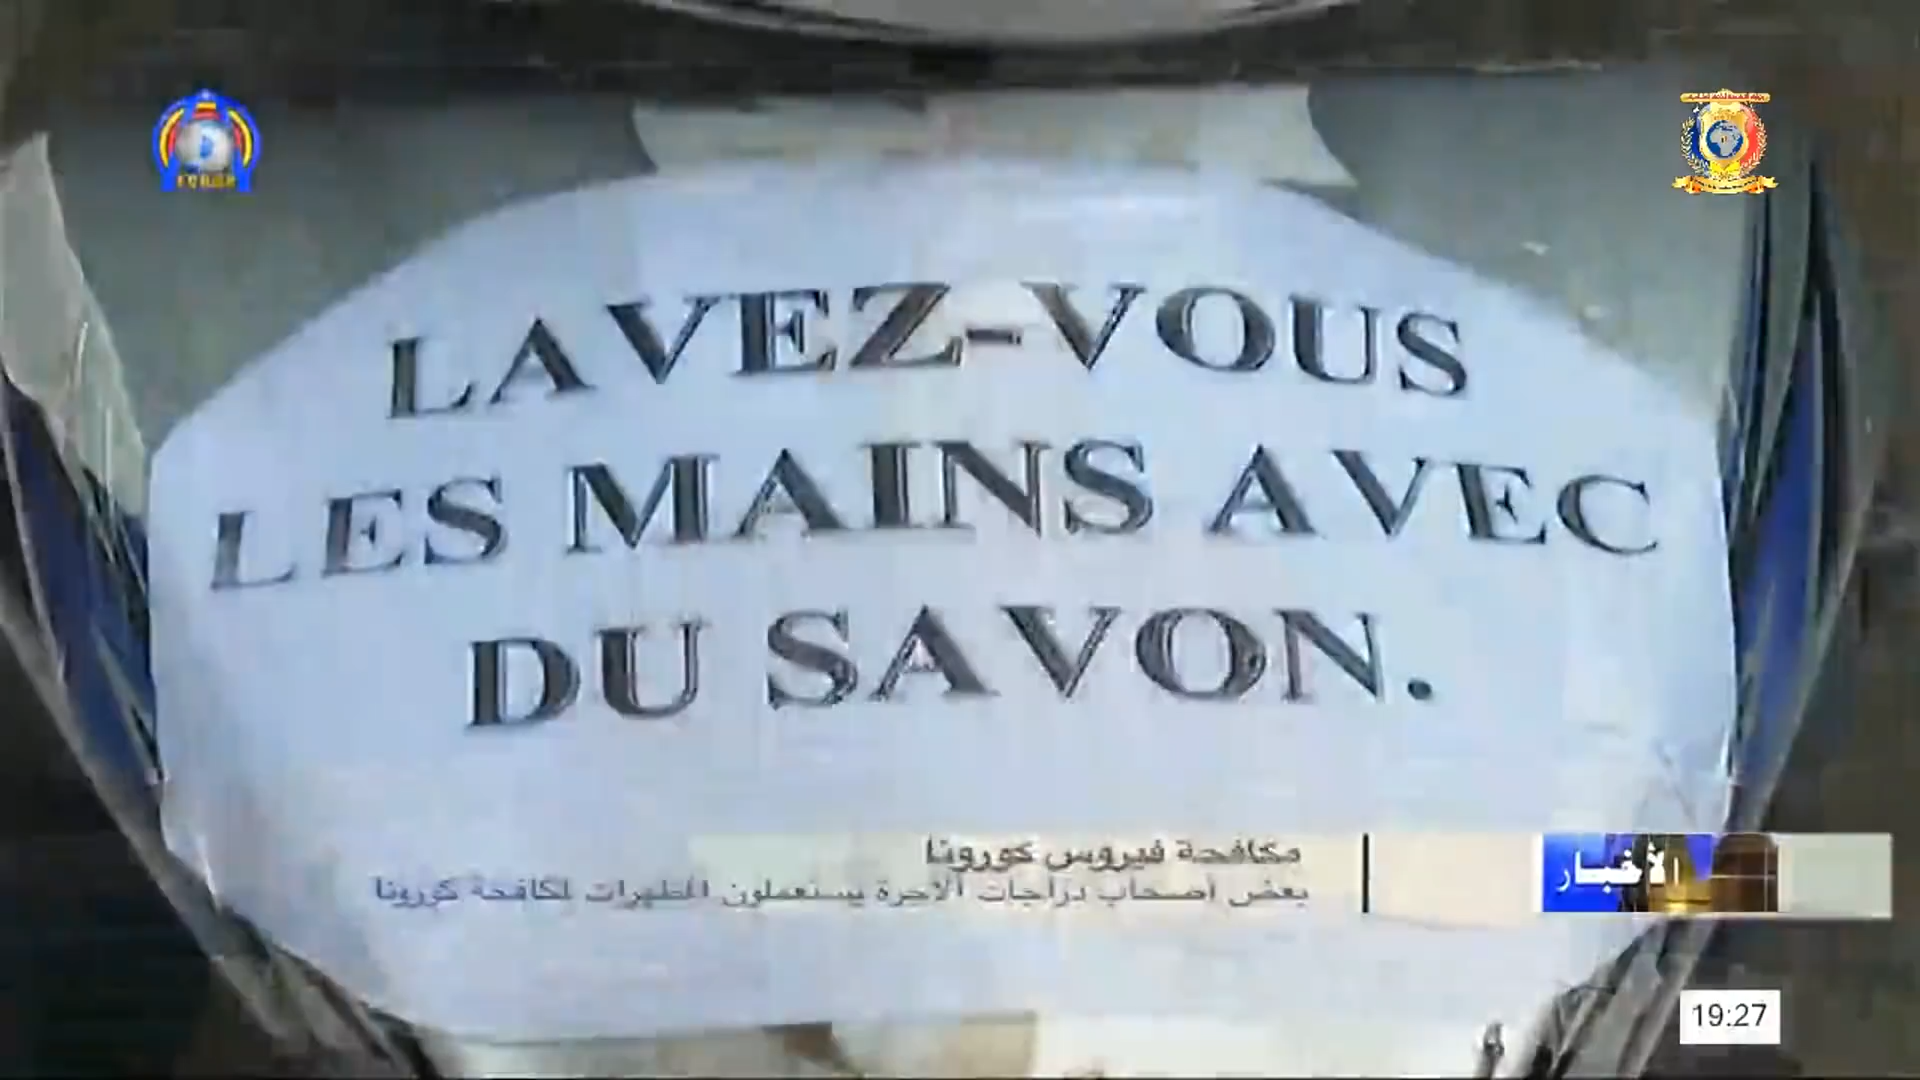 LAVEZ-VOUS
LES MAINS AVEC
DU SAVON.
مكافحة فيروس كورونا
بعض أصحاب دراجات الأجرة يستعملون المطهرات لمكافحة كورونا
الأخبار
19:27